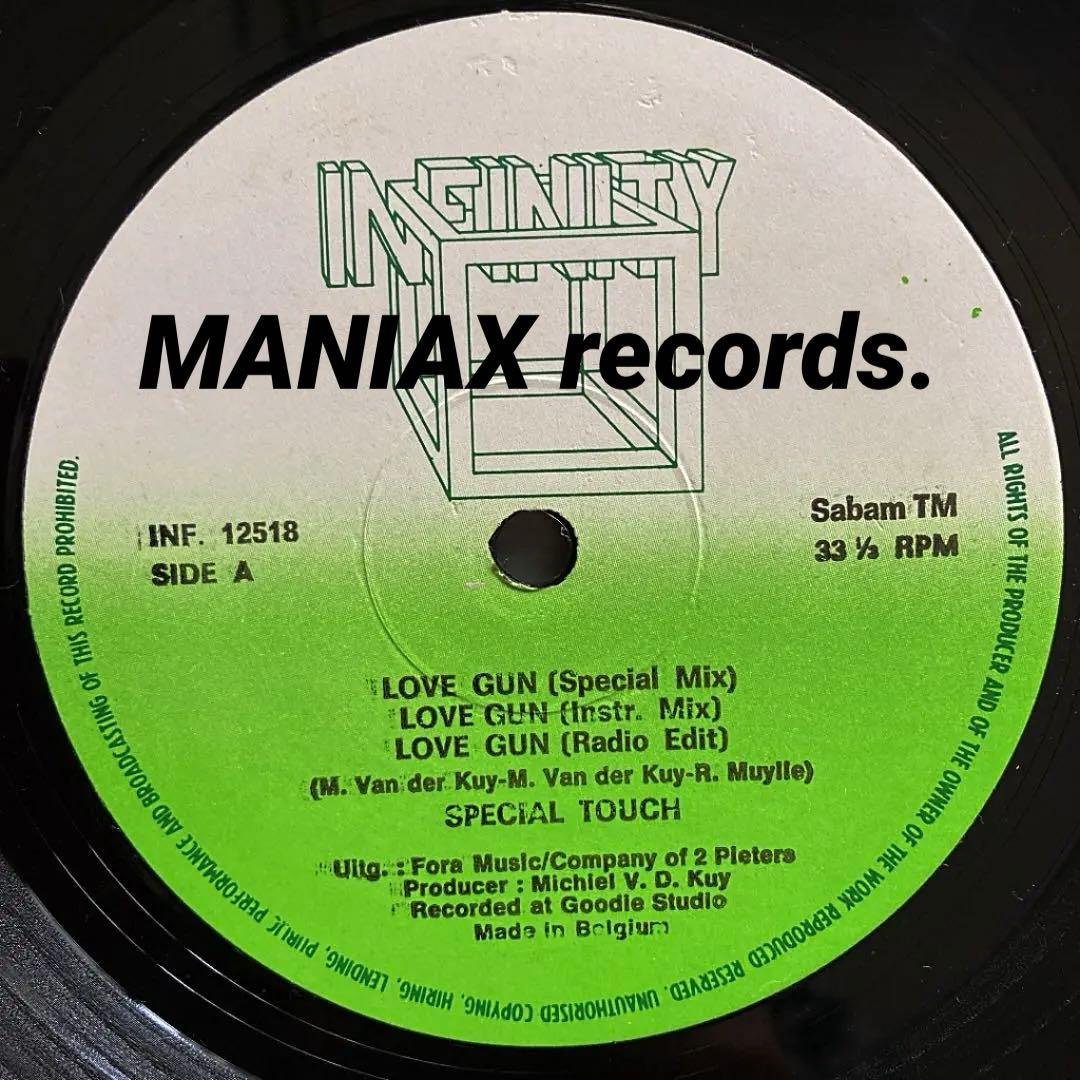 INFINITY
MANIAX records.
INF. 12518
SIDE A
Sabam TM
33 ⅓ RPM
LOVE GUN (Special Mix)
LOVE GUN (Instr. Mix)
LOVE GUN (Radio Edit)
(M. Van der Kuy-M. Van der Kuy-R. Muylle)
SPECIAL TOUCH
Uitg. : Fora Music/Company of 2 Pieters
Producer : Michiel V. D. Kuy
Recorded at Goodie Studio
Made in Belgium
ALL RIGHTS OF THE PRODUCER AND OF THE OWNER OF THE WORK REPRODUCED RESERVED. UNAUTHORISED COPYING, HIRING, LENDING, PUBLIC PERFORMANCE AND BROADCASTING OF THIS RECORD PROHIBITED.